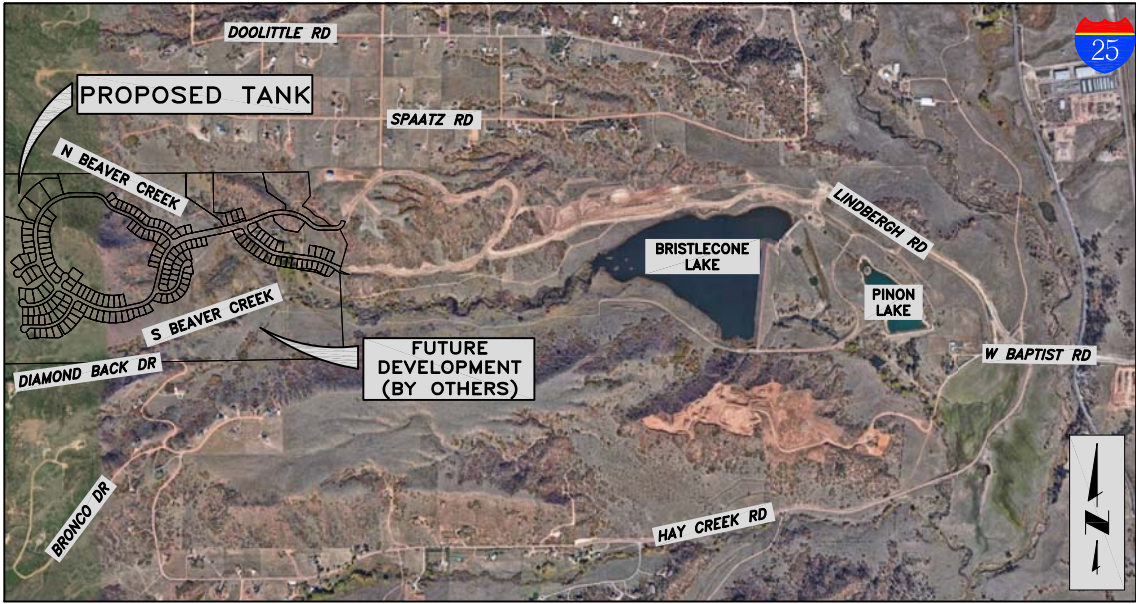 DOOLITTLE RD
25
PROPOSED TANK
SPAATZ RD
N BEAVER CREEK
LINDBERGH RD
BRISTLECONE
LAKE
PINON
LAKE
S BEAVER CREEK
FUTURE
DEVELOPMENT
(BY OTHERS)
W BAPTIST RD
DIAMOND BACK DR
BRONCO DR
HAY CREEK RD
N